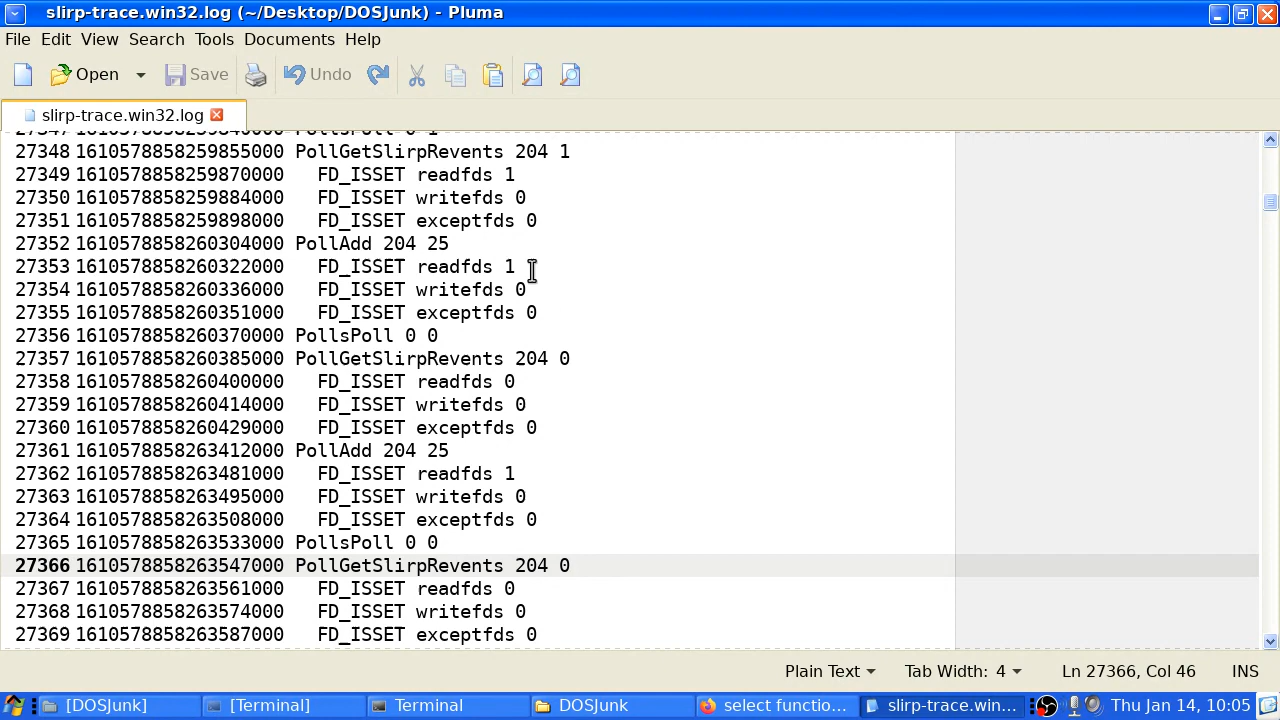 slirp-trace.win32.log (~/Desktop/DOSJunk) - Pluma
File Edit View Search Tools Documents Help
Open Save Undo
slirp-trace.win32.log
27348 1610578858259855000 PollGetSlirpRevents 204 1
27349 1610578858259870000   FD_ISSET readfds 1
27350 1610578858259884000   FD_ISSET writefds 0
27351 1610578858259898000   FD_ISSET exceptfds 0
27352 1610578858260304000 PollAdd 204 25
27353 1610578858260322000   FD_ISSET readfds 1
27354 1610578858260336000   FD_ISSET writefds 0
27355 1610578858260351000   FD_ISSET exceptfds 0
27356 1610578858260370000 PollsPoll 0 0
27357 1610578858260385000 PollGetSlirpRevents 204 0
27358 1610578858260400000   FD_ISSET readfds 0
27359 1610578858260414000   FD_ISSET writefds 0
27360 1610578858260429000   FD_ISSET exceptfds 0
27361 1610578858263412000 PollAdd 204 25
27362 1610578858263481000   FD_ISSET readfds 1
27363 1610578858263495000   FD_ISSET writefds 0
27364 1610578858263508000   FD_ISSET exceptfds 0
27365 1610578858263533000 PollsPoll 0 0
27366 1610578858263547000 PollGetSlirpRevents 204 0
27367 1610578858263561000   FD_ISSET readfds 0
27368 1610578858263574000   FD_ISSET writefds 0
27369 1610578858263587000   FD_ISSET exceptfds 0
Plain Text Tab Width: 4 Ln 27366, Col 46 INS
[DOSJunk] [Terminal] Terminal DOSJunk select functio... slirp-trace.win... Thu Jan 14, 10:05